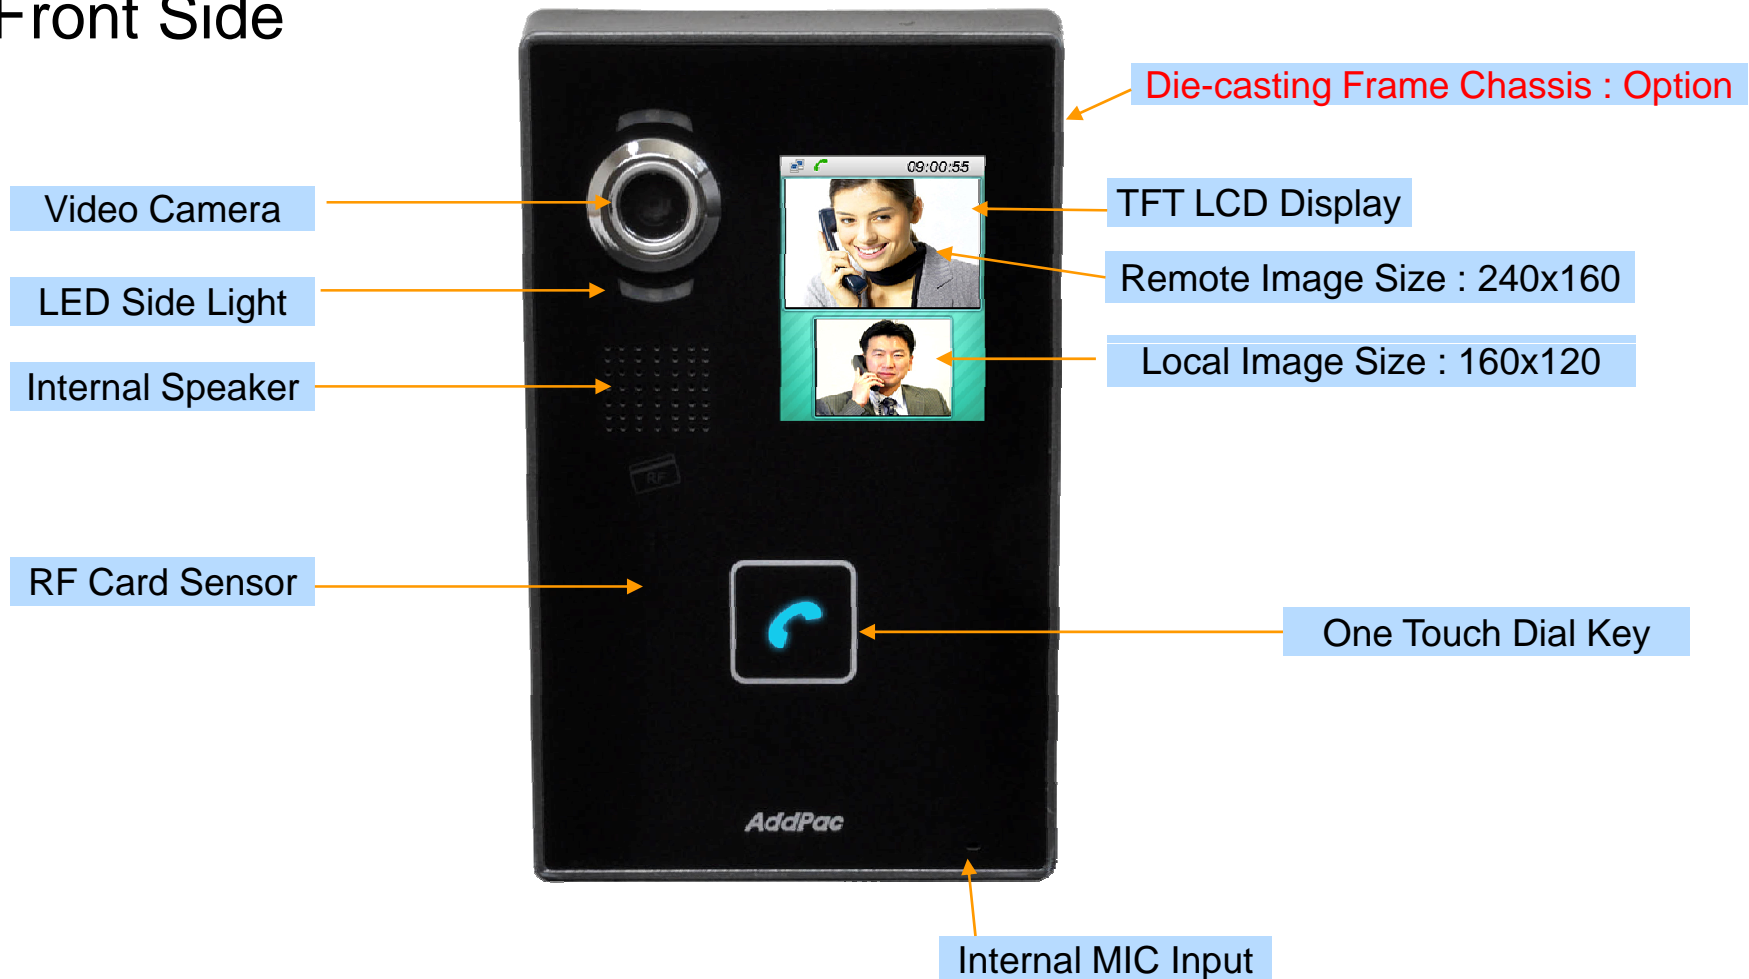 Front Side
Die-casting Frame Chassis : Option
09:00:55
Video Camera
TFT LCD Display
Remote Image Size : 240x160
LED Side Light
Local Image Size : 160x120
Internal Speaker
RF
RF Card Sensor
One Touch Dial Key
AddPac
Internal MIC Input